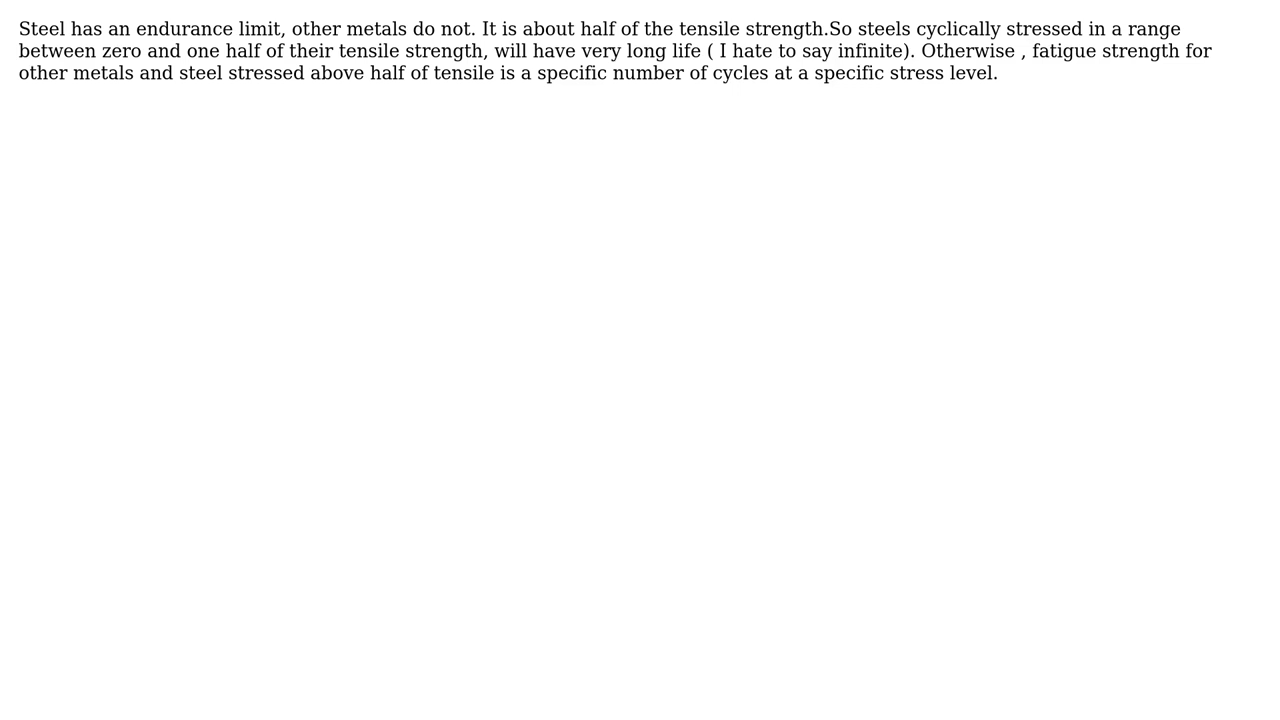 Steel has an endurance limit, other metals do not. It is about half of the tensile strength.So steels cyclically stressed in a range
between zero and one half of their tensile strength, will have very long life ( I hate to say infinite). Otherwise , fatigue strength for
other metals and steel stressed above half of tensile is a specific number of cycles at a specific stress level.